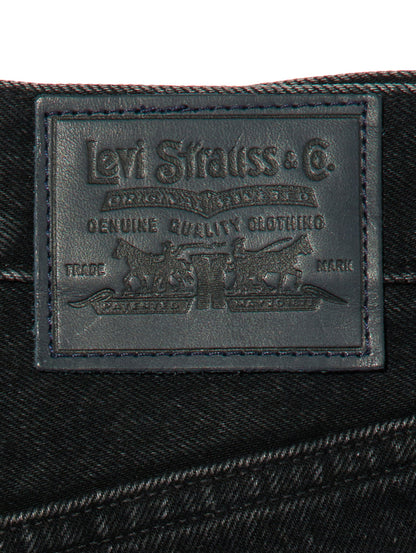 Levi Strauss & Co.
ORIGINAL RIVETED
GENUINE QUALITY CLOTHING
TRADE MARK